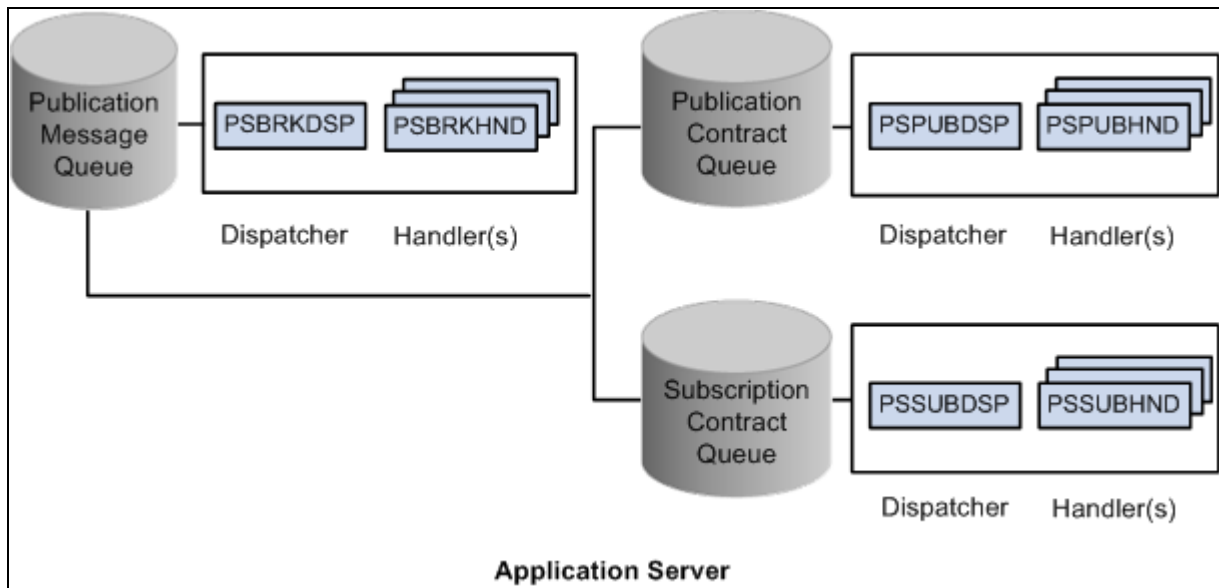 Publication
Message
Queue
PSBRKDSP
PSBRKHND
Dispatcher
Handler(s)
Publication
Contract
Queue
PSPUBDSP
PSPUBHND
Dispatcher
Handler(s)
Subscription
Contract
Queue
PSSUBDSP
PSSUBHND
Dispatcher
Handler(s)
Application Server